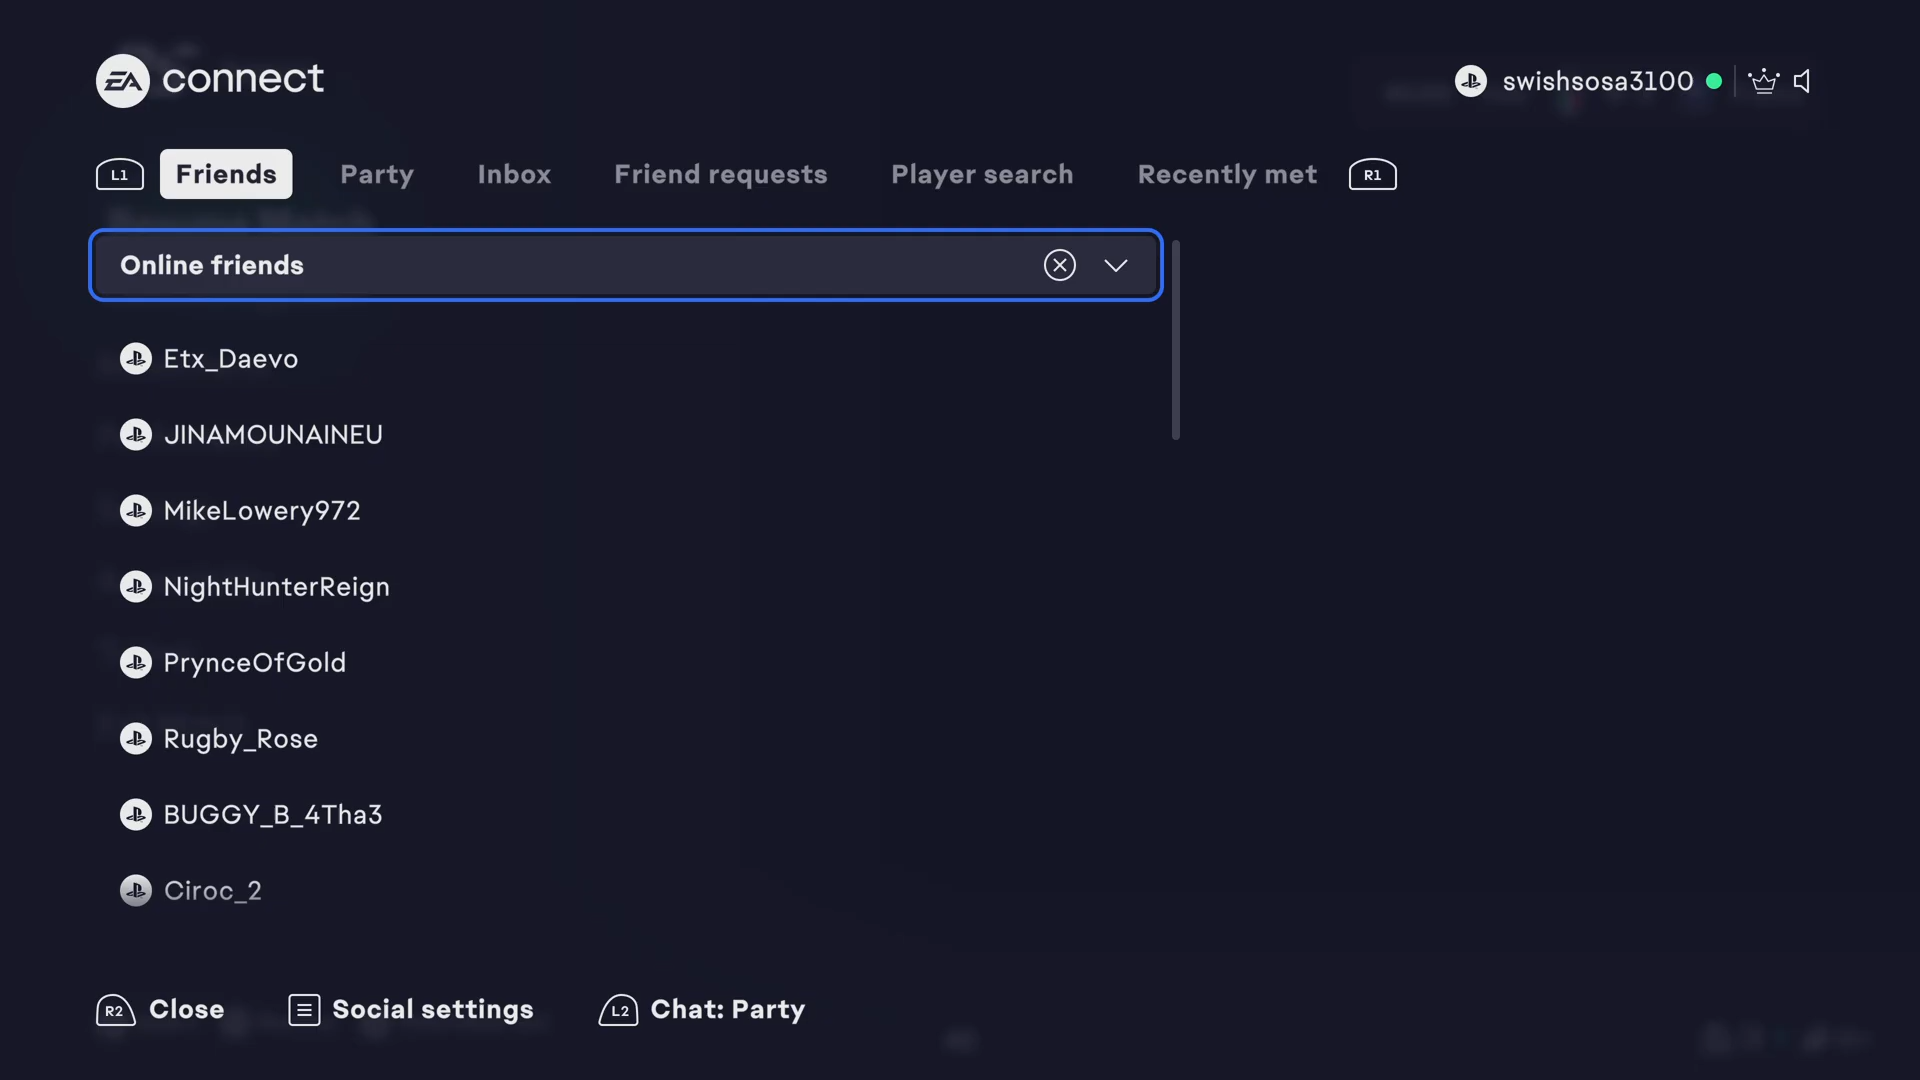 EA connect
swishsosa3100
L1 Friends Party Inbox Friend requests Player search Recently met R1
Online friends
Etx_Daevo
JINAMOUNAINEU
MikeLowery972
NightHunterReign
PrynceOfGold
Rugby_Rose
BUGGY_B_4Tha3
Ciroc_2
R2 Close Social settings L2 Chat: Party